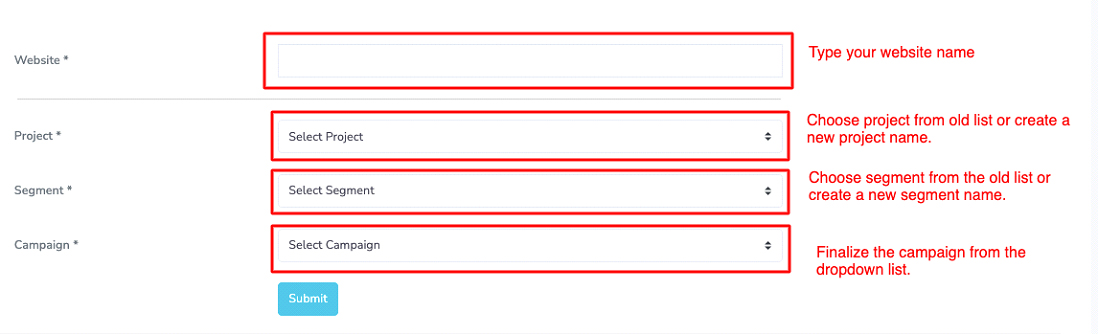 Website *
Type your website name
Project *
Select Project
Choose project from old list or create a
new project name.
Segment *
Select Segment
Choose segment from the old list or
create a new segment name.
Campaign *
Select Campaign
Finalize the campaign from the
dropdown list.
Submit